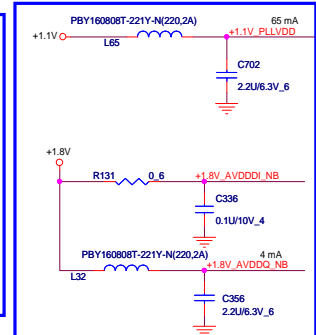 PBY160808T-221Y-N(220,2A)
65 mA
+1.1V
+1.1V_PLLVDD
L65
C702
2.2U/6.3V_6
+1.8V
R131
0_6
+1.8V_AVDDDI_NB
C336
0.1U/10V_4
PBY160808T-221Y-N(220,2A)
4 mA
+1.8V_AVDDQ_NB
L32
C356
2.2U/6.3V_6